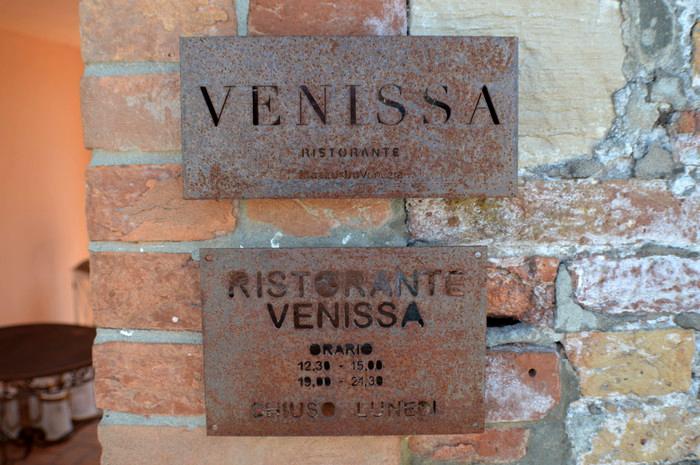 VENISSA
RISTORANTE
RISTORANTE
VENISSA
ORARIO
12,30 - 15,00
19,00 - 21,30
CHIUSO LUNEDI